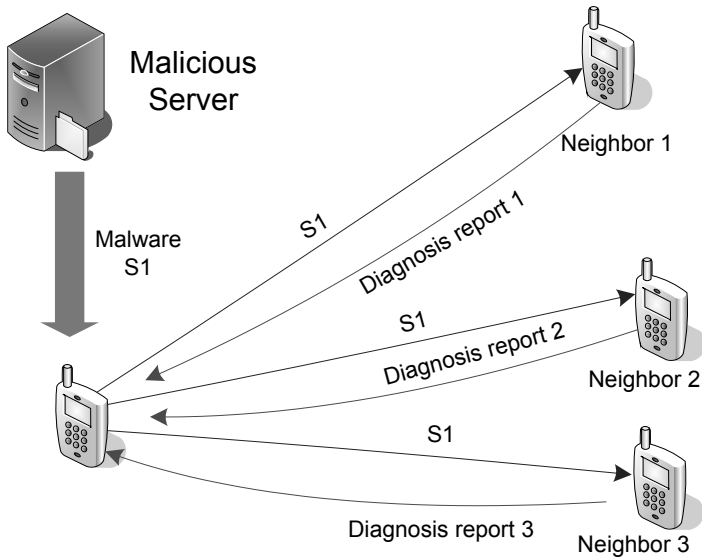 Malicious
Server
Neighbor 1
Malware
S1
S1
Diagnosis report 1
S1
Diagnosis report 2
Neighbor 2
S1
Diagnosis report 3
Neighbor 3